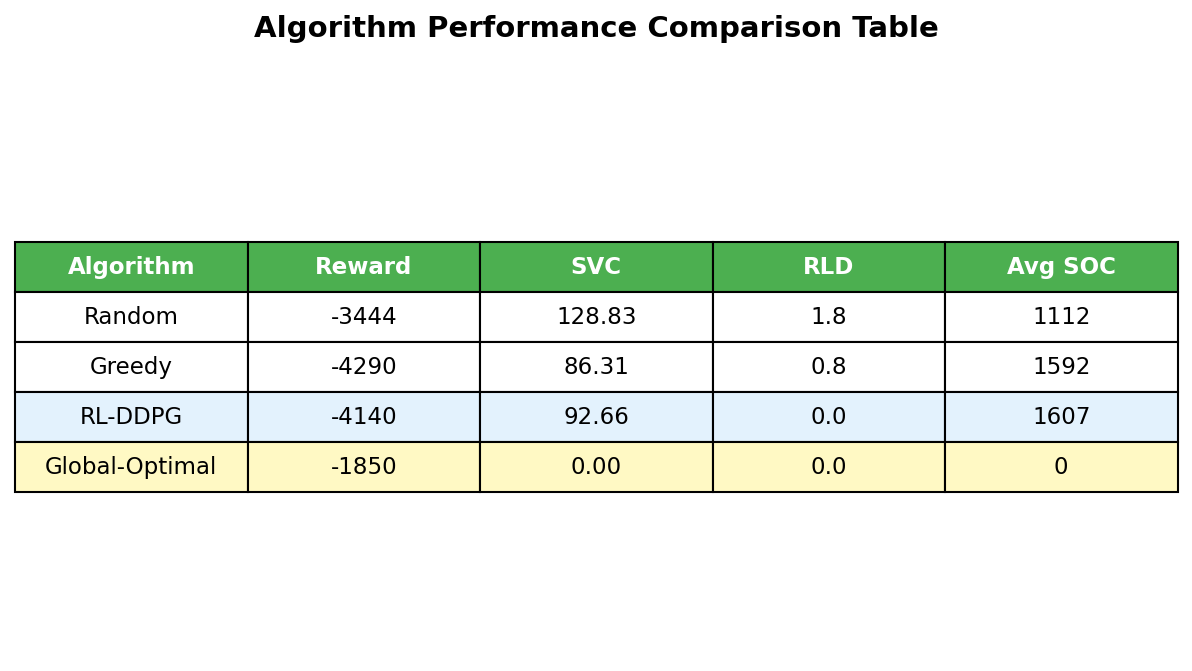 Algorithm Performance Comparison Table
Algorithm Reward SVC RLD Avg SOC
Random -3444 128.83 1.8 1112
Greedy -4290 86.31 0.8 1592
RL-DDPG -4140 92.66 0.0 1607
Global-Optimal -1850 0.00 0.0 0